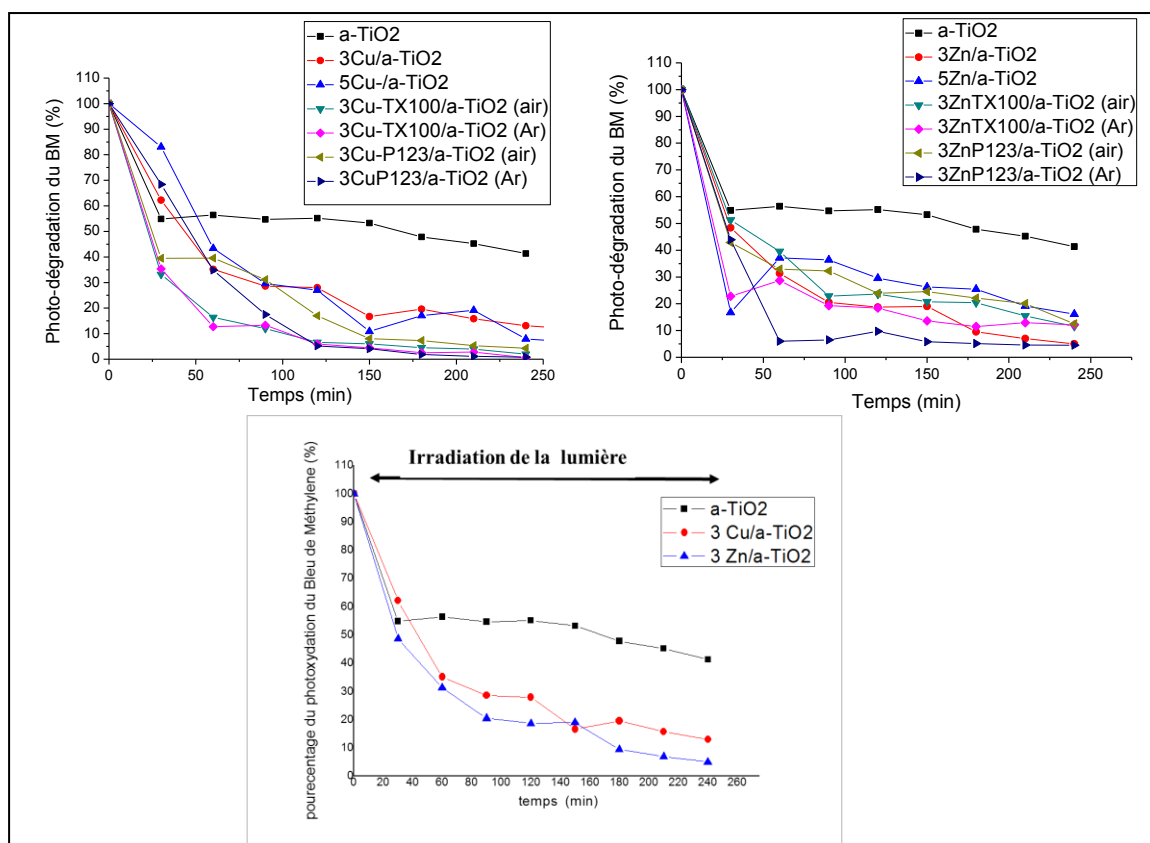 a-TiO2
3Cu/a-TiO2
5Cu-/a-TiO2
3Cu-TX100/a-TiO2 (air)
3Cu-TX100/a-TiO2 (Ar)
3Cu-P123/a-TiO2 (air)
3CuP123/a-TiO2 (Ar)
Photo-dégradation du BM (%)
110
100
90
80
70
60
50
40
30
20
10
0
0 50 100 150 200 250
Temps (min)
a-TiO2
3Zn/a-TiO2
5Zn/a-TiO2
3ZnTX100/a-TiO2 (air)
3ZnTX100/a-TiO2 (Ar)
3ZnP123/a-TiO2 (air)
3ZnP123/a-TiO2 (Ar)
Photo-dégradation du BM (%)
110
100
90
80
70
60
50
40
30
20
10
0
0 50 100 150 200 250
Temps (min)
Irradiation de la lumière
a-TiO2
3 Cu/a-TiO2
3 Zn/a-TiO2
pourecentage du photoxydation du Bleu de Méthylene (%)
110
100
90
80
70
60
50
40
30
20
10
0
0 20 40 60 80 100 120 140 160 180 200 220 240 260
temps (min)